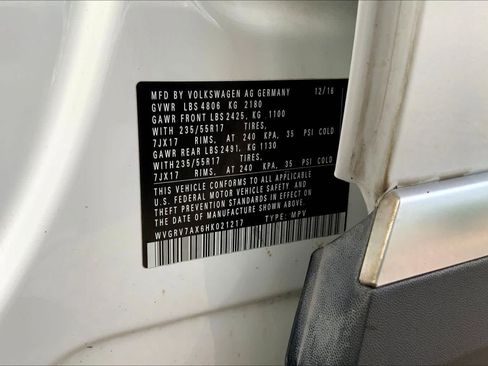 MFD BY VOLKSWAGEN AG GERMANY 12/16
GVWR LBS 4806 KG 2180
GAWR FRONT LBS 2425, KG 1100
WITH 235/55R17 TIRES,
7JX17 RIMS, AT 240 KPA, 35 PSI COLD
GAWR REAR LBS 2491, KG 1130
WITH 235/55R17 TIRES,
7JX17 RIMS, AT 240 KPA, 35 PSI COLD
THIS VEHICLE CONFORMS TO ALL APPLICABLE
U.S. FEDERAL MOTOR VEHICLE SAFETY AND
THEFT PREVENTION STANDARDS IN EFFECT ON
THE DATE OF MANUFACTURE SHOWN ABOVE
WVGRV7AX6HK021217 TYPE: MPV